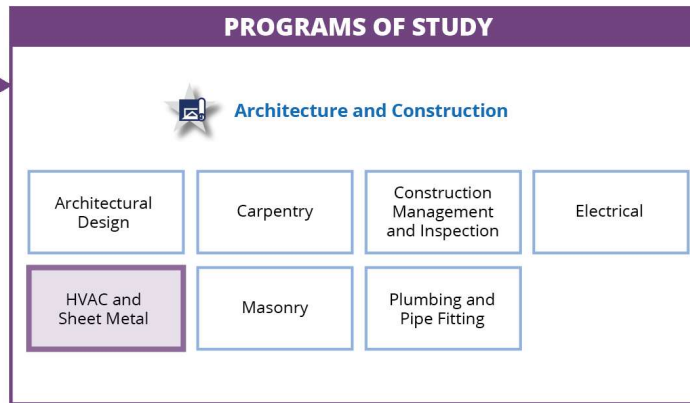 PROGRAMS OF STUDY
Architecture and Construction
Architectural
Design
Carpentry
Construction
Management
and Inspection
Electrical
HVAC and
Sheet Metal
Masonry
Plumbing and
Pipe Fitting